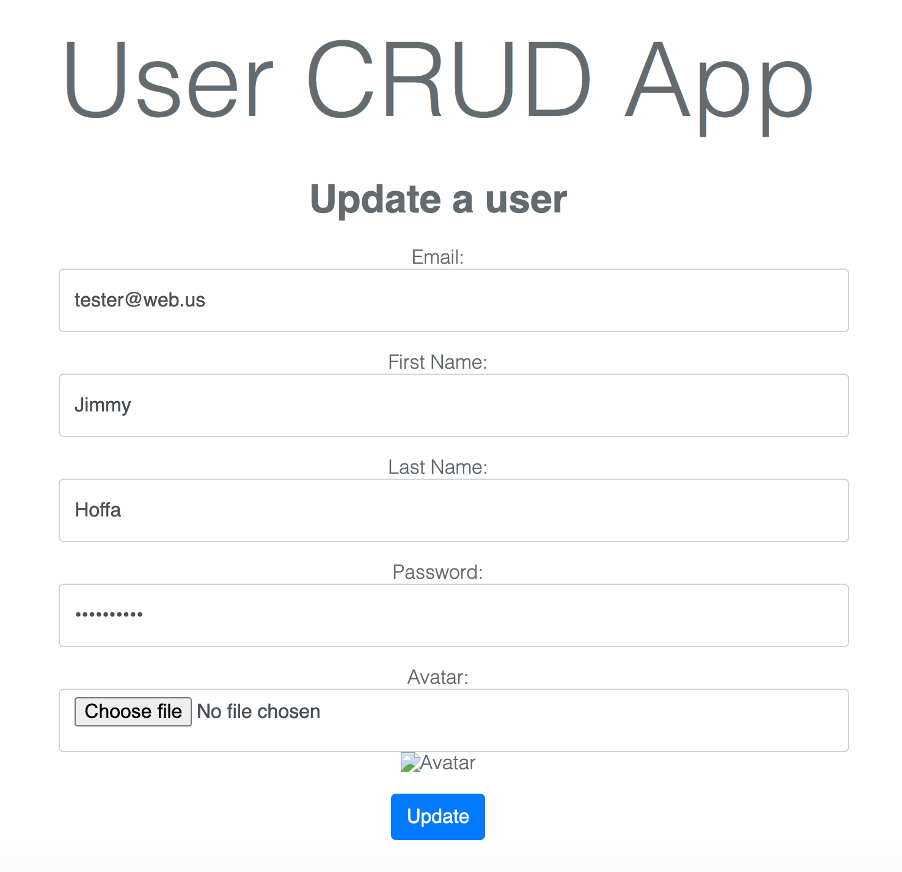 User CRUD App
Update a user
Email:
tester@web.us
First Name:
Jimmy
Last Name:
Hoffa
Password:
••••••••••
Avatar:
Choose file No file chosen
Avatar
Update